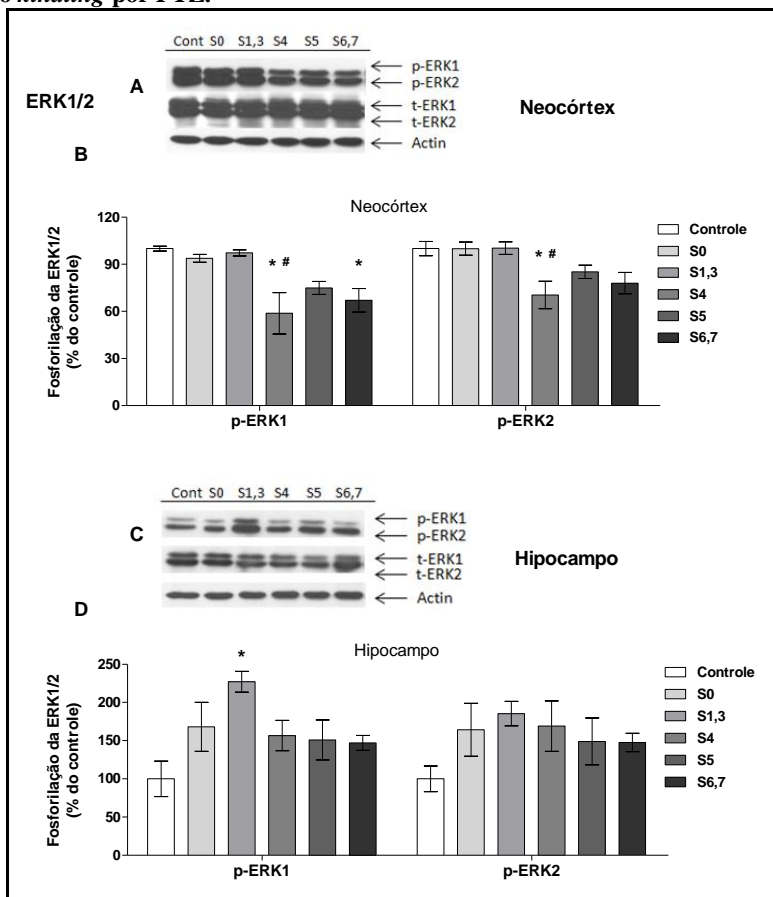 kindling por PTZ.
Cont S0 S1,3 S4 S5 S6,7
A
p-ERK1
p-ERK2
ERK1/2
t-ERK1
t-ERK2
Neocórtex
Actin
B
Neocórtex
Fosforilação da ERK1/2
(% do controle)
120
90
60
30
0
* #
*
* #
p-ERK1
p-ERK2
Controle
S0
S1,3
S4
S5
S6,7
Cont S0 S1,3 S4 S5 S6,7
C
p-ERK1
p-ERK2
t-ERK1
t-ERK2
Hipocampo
Actin
D
Hipocampo
Fosforilação da ERK1/2
(% do controle)
250
200
150
100
50
0
*
p-ERK1
p-ERK2
Controle
S0
S1,3
S4
S5
S6,7